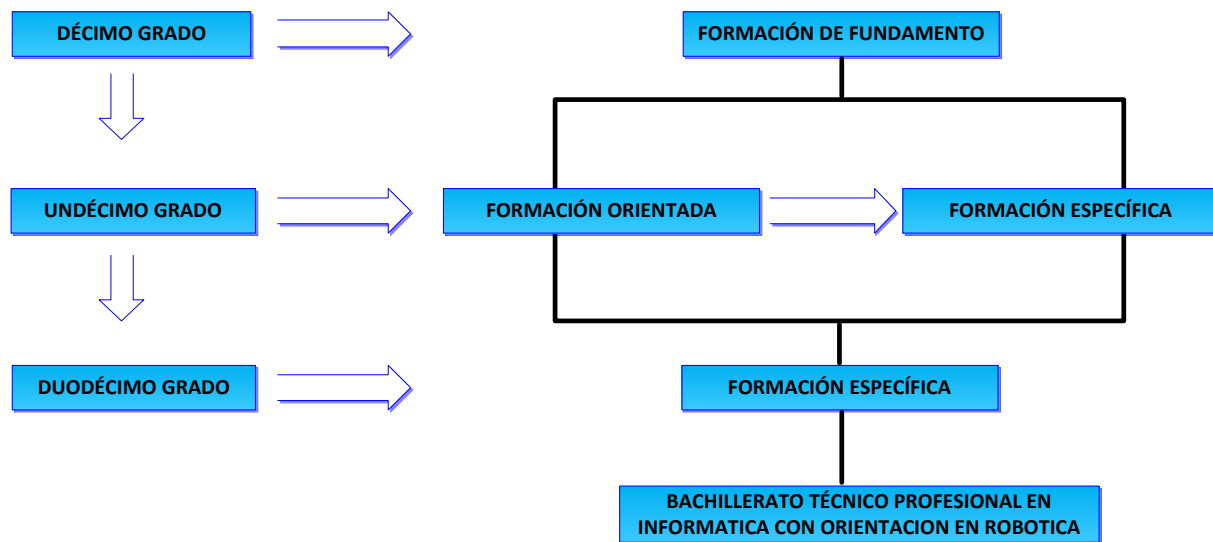 DÉCIMO GRADO
FORMACIÓN DE FUNDAMENTO
UNDÉCIMO GRADO
FORMACIÓN ORIENTADA
FORMACIÓN ESPECÍFICA
DUODÉCIMO GRADO
FORMACIÓN ESPECÍFICA
BACHILLERATO TÉCNICO PROFESIONAL EN
INFORMATICA CON ORIENTACION EN ROBOTICA